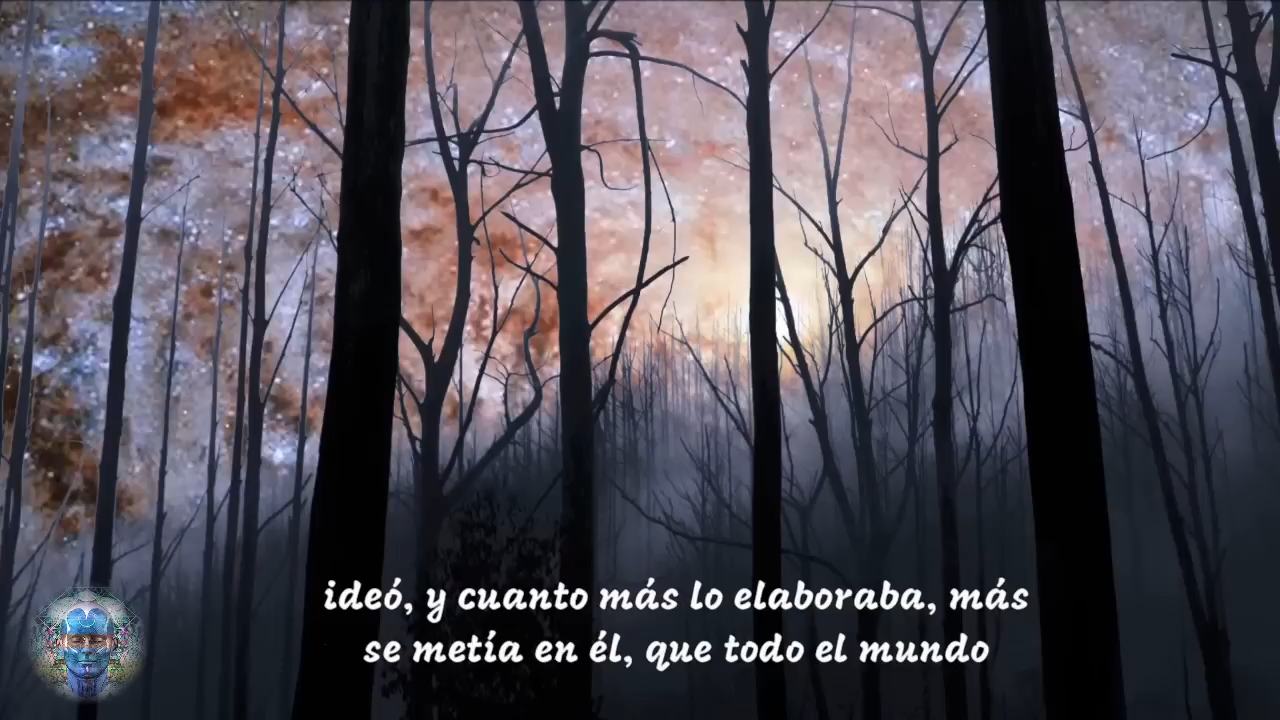 ideó, y cuanto más lo elaboraba, más
se metía en él, que todo el mundo